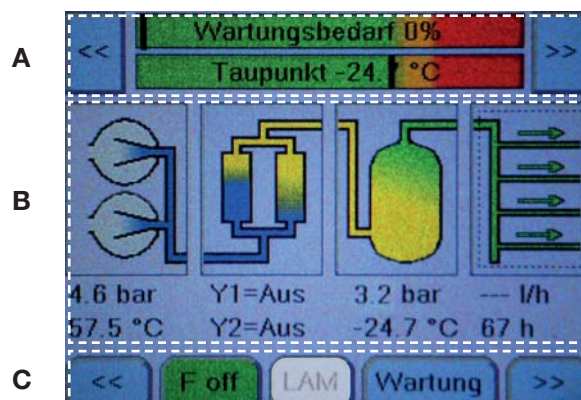 A
<< Wartungsbedarf 0% >>
Taupunkt -24.7 °C
B
4.6 bar Y1=Aus 3.2 bar --- l/h
57.5 °C Y2=Aus -24.7 °C 67 h
C
<< F off LAM Wartung >>